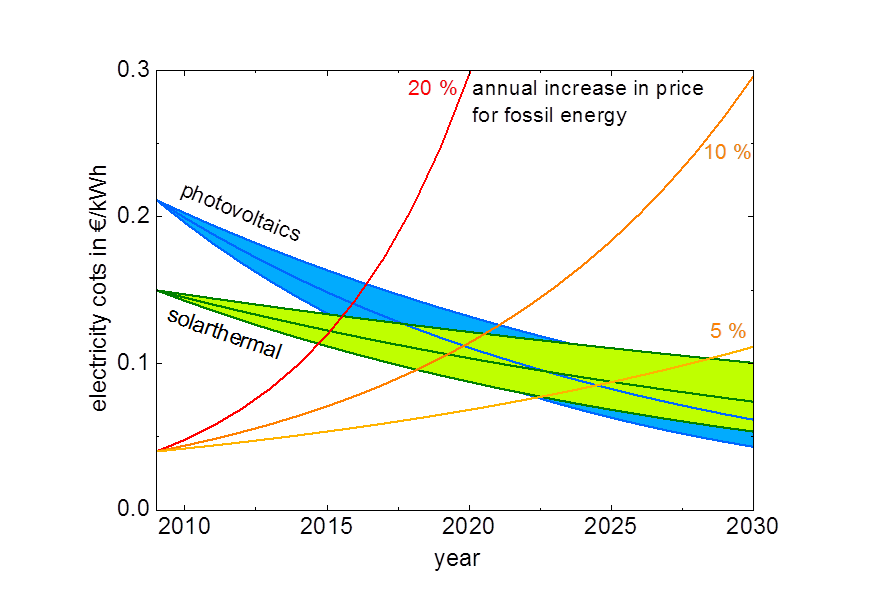 0.3
0.2
0.1
0.0
electricity cots in €/kWh
20 %
annual increase in price
for fossil energy
10 %
photovoltaics
solarthermal
5 %
2010
2015
2020
2025
2030
year